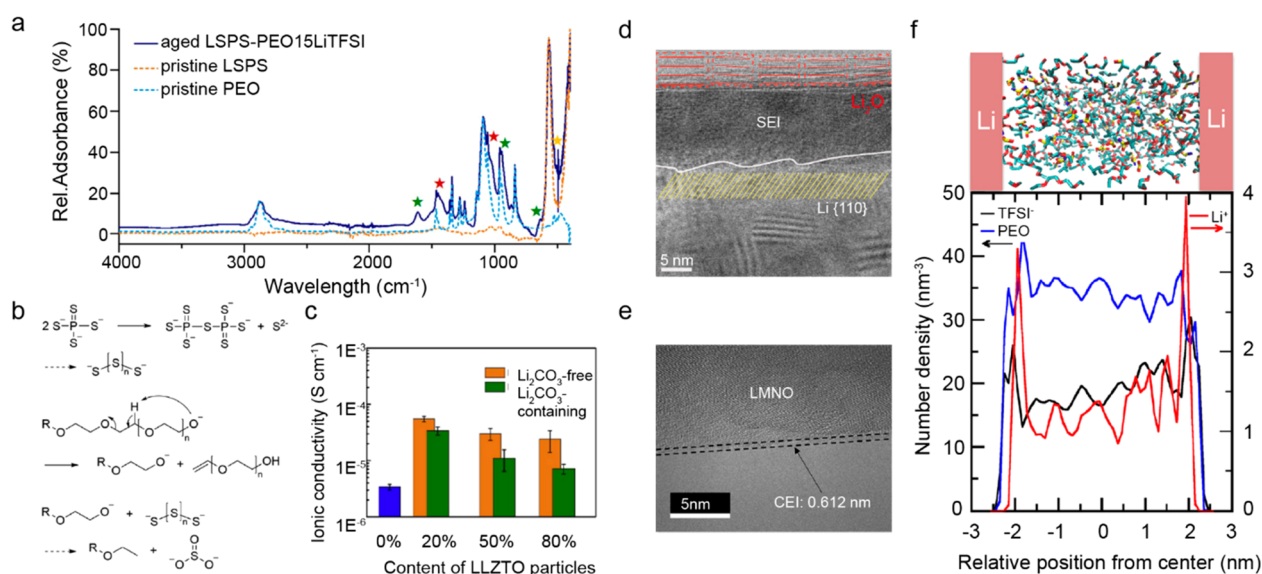 a
100
80
60
40
20
0
Rel.Adsorbance (%)
aged LSPS-PEO15LiTFSI
pristine LSPS
pristine PEO
4000
3000
2000
1000
Wavelength (cm-1)
b
2 S-–P–S-
S
S-
S
S-
S-–P–S–P–S-
S
S-
S
+ S2-
-S [S]n S-
H
R
O
O
O
O-
n
R
O
O-
+
O
OH
n
R
O
O-
+
-S [S]n S-
R
O
+
O
-O S O-
c
Ionic conductivity (S cm-1)
1E-3
1E-4
1E-5
1E-6
Li2CO3-free
Li2CO3-
containing
0%
20%
50%
80%
Content of LLZTO particles
d
Li2O
SEI
Li {110}
5 nm
e
LMNO
CEI: 0.612 nm
5nm
f
Li
Li
50
40
30
20
10
0
Number density (nm-3)
TFSI-
PEO
Li+
4
3
2
1
0
-3
-2
-1
0
1
2
3
Relative position from center (nm)